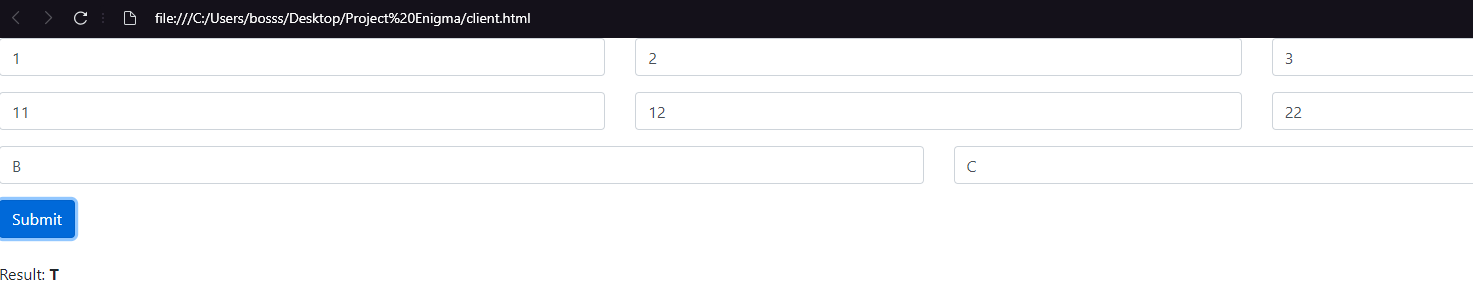 file:///C:/Users/bosss/Desktop/Project%20Enigma/client.html
1 2 3
11 12 22
B C
Submit
Result: T